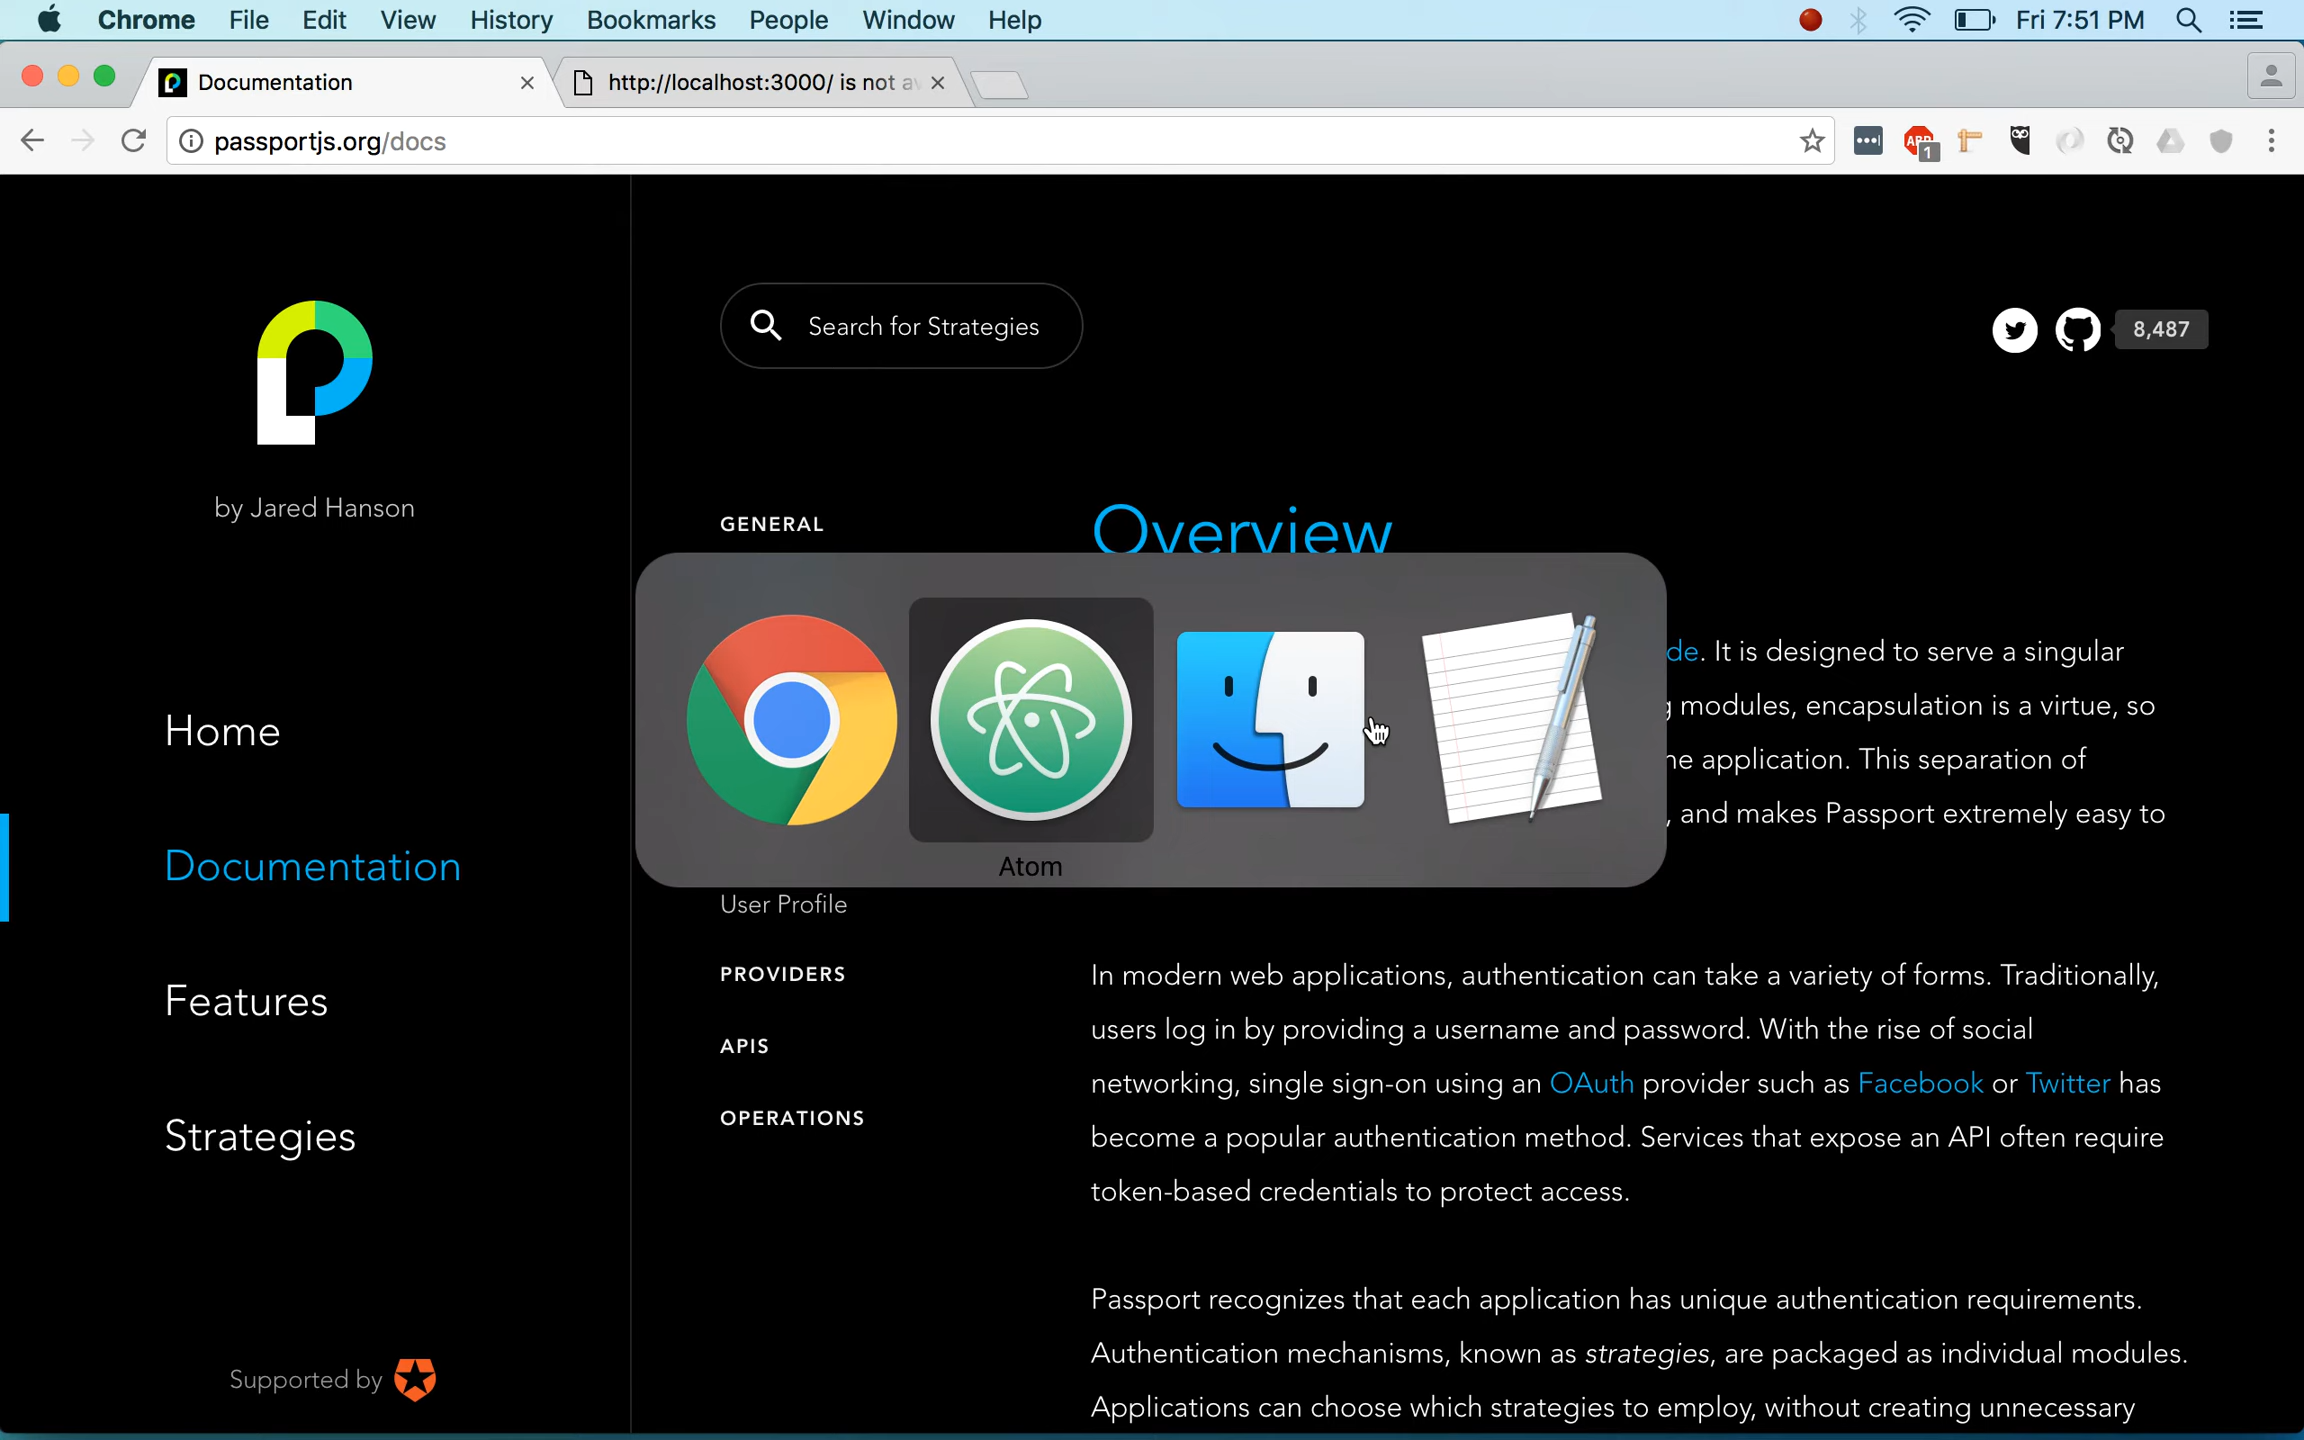 Chrome File Edit View History Bookmarks People Window Help Fri 7:51 PM
Documentation
http://localhost:3000/ is not
passportjs.org/docs
ABP
1
by Jared Hanson
Home
Documentation
Features
Strategies
Supported by
Search for Strategies
8,487
GENERAL
User Profile
PROVIDERS
APIS
OPERATIONS
Overview
de. It is designed to serve a singular
modules, encapsulation is a virtue, so
application. This separation of
, and makes Passport extremely easy to
Atom
In modern web applications, authentication can take a variety of forms. Traditionally,
users log in by providing a username and password. With the rise of social
networking, single sign-on using an OAuth provider such as Facebook or Twitter has
become a popular authentication method. Services that expose an API often require
token-based credentials to protect access.
Passport recognizes that each application has unique authentication requirements.
Authentication mechanisms, known as strategies, are packaged as individual modules.
Applications can choose which strategies to employ, without creating unnecessary